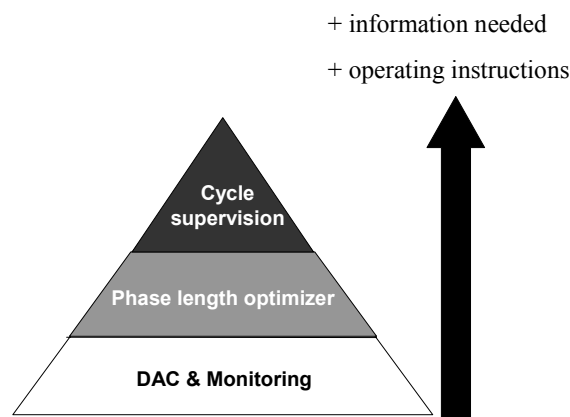 + information needed
+ operating instructions
Cycle
supervision
Phase length optimizer
DAC & Monitoring